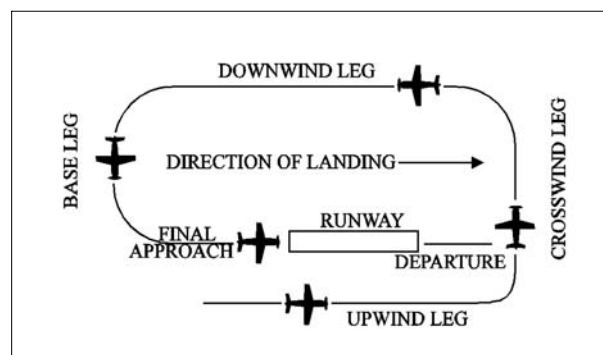 DOWNWIND LEG
BASE LEG
DIRECTION OF LANDING
CROSSWIND LEG
RUNWAY
FINAL
APPROACH
DEPARTURE
UPWIND LEG